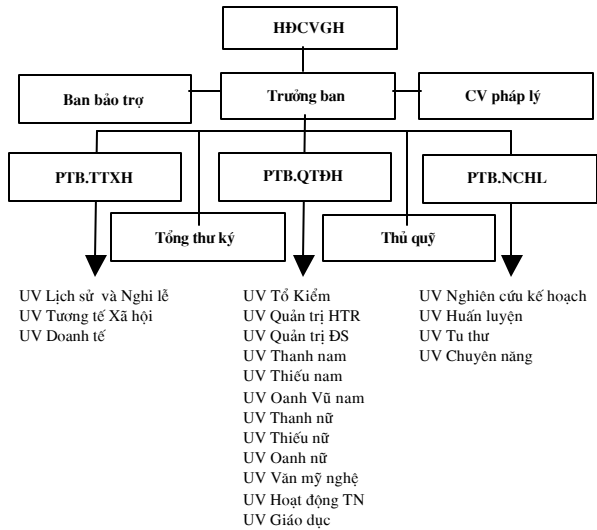 HĐCVGH
Ban bảo trợ
Trưởng ban
CV pháp lý
PTB.TTXH
PTB.QTĐH
PTB.NCHL
Tổng thư ký
Thủ quỹ
UV Lịch sử và Nghi lễ
UV Tương tế Xã hội
UV Doanh tế
UV Tổ Kiểm
UV Quản trị HTR
UV Quản trị ĐS
UV Thanh nam
UV Thiếu nam
UV Oanh Vũ nam
UV Thanh nữ
UV Thiếu nữ
UV Oanh nữ
UV Văn mỹ nghệ
UV Hoạt động TN
UV Giáo dục
UV Nghiên cứu kế hoạch
UV Huấn luyện
UV Tu thư
UV Chuyên năng